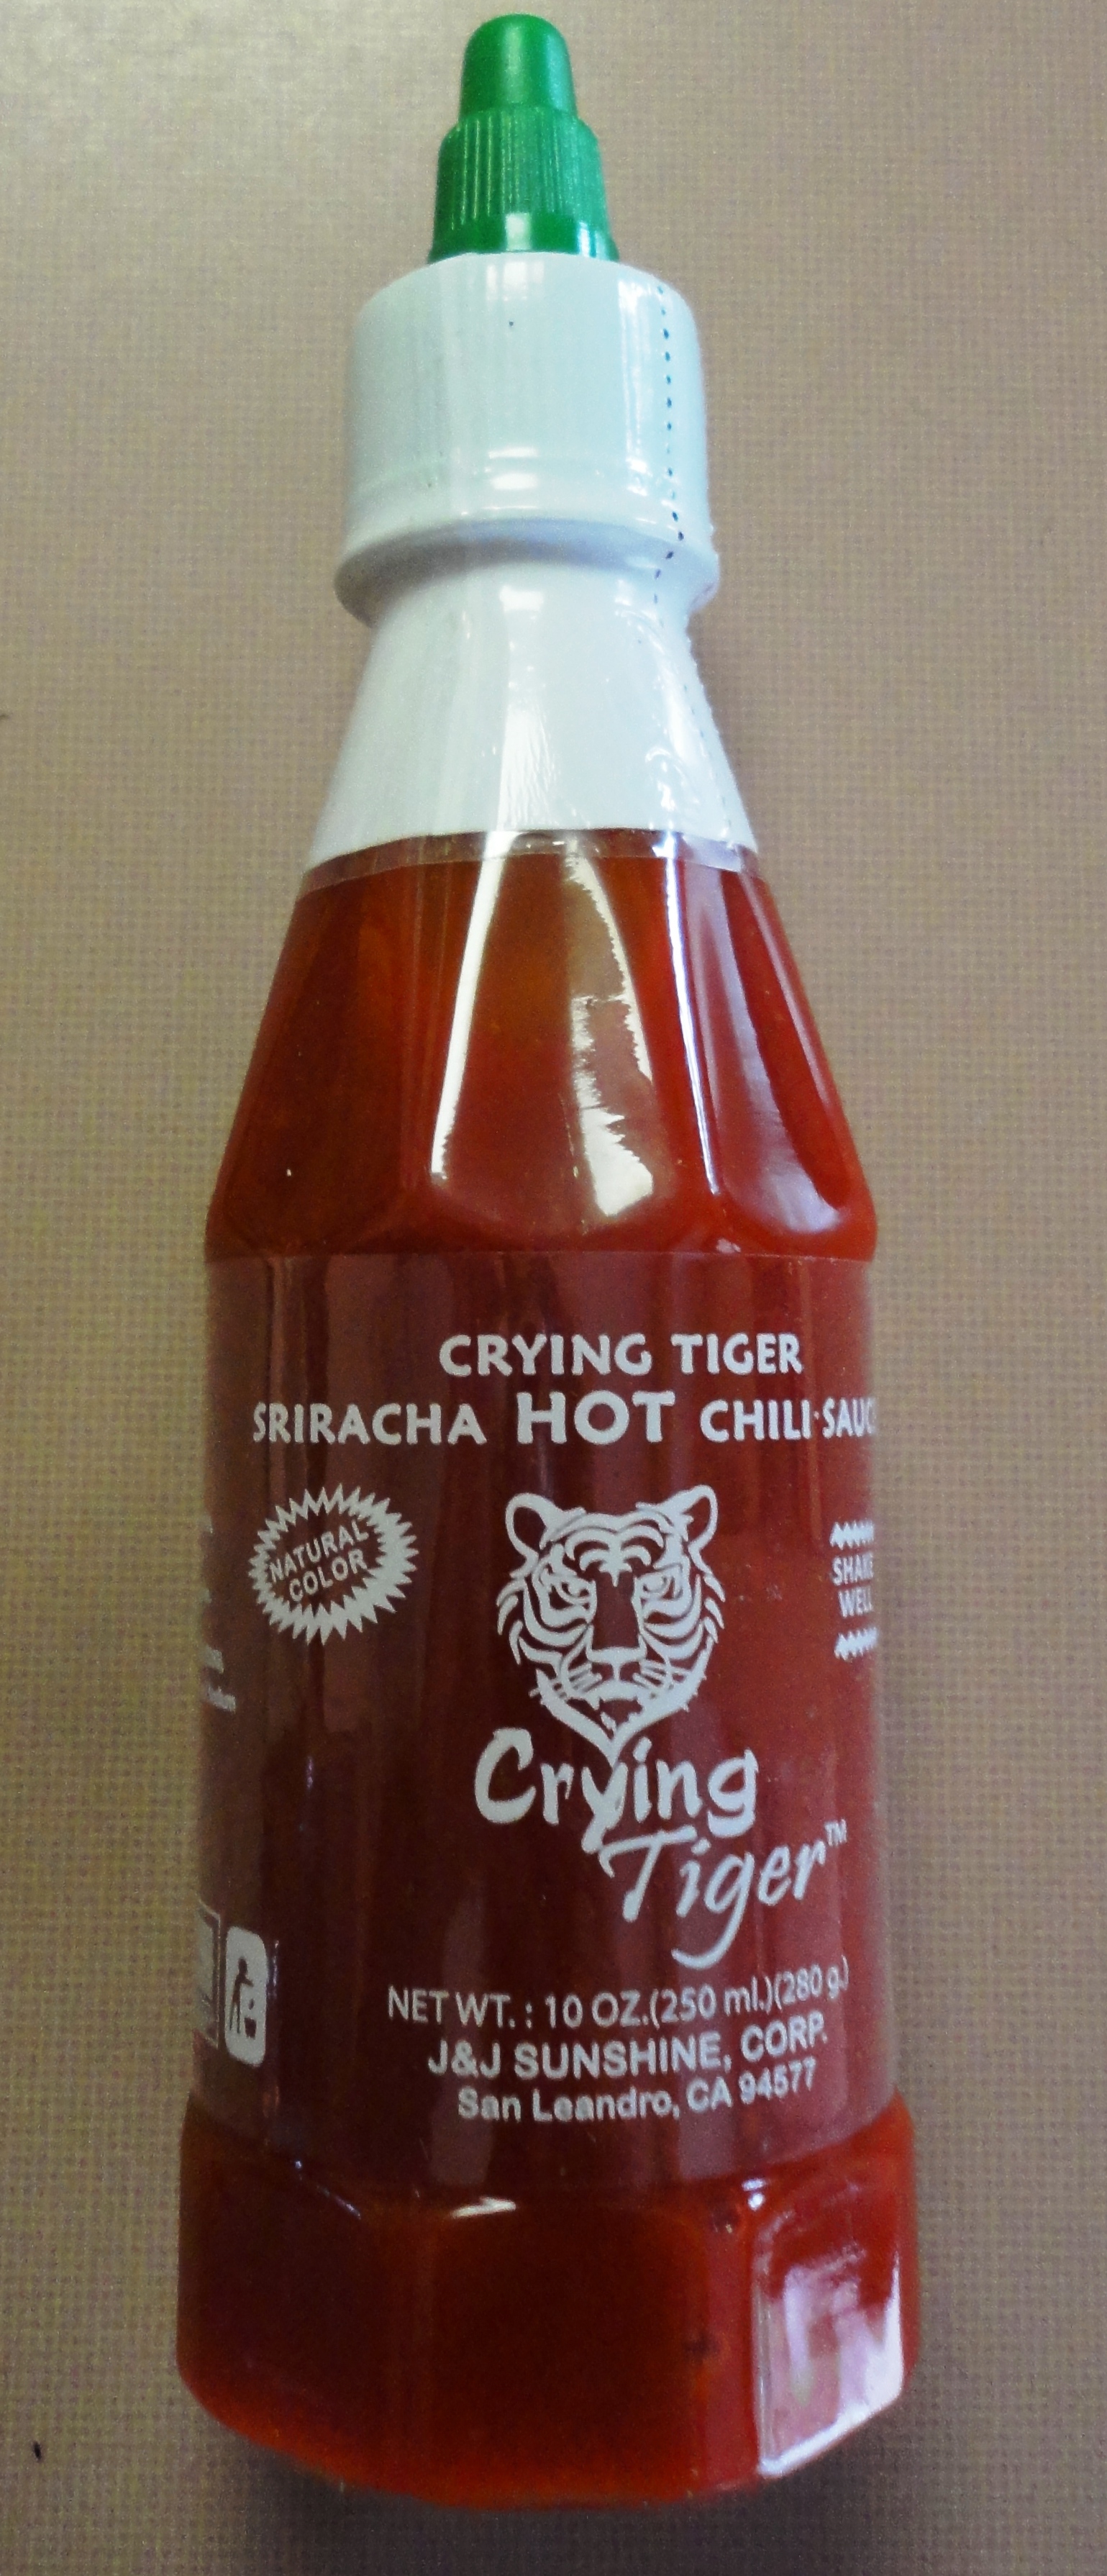 CRYING TIGER
SRIRACHA HOT CHILI SAUC
NATURAL
COLOR
SHAKE
WELL
Crying
Tiger™
NET WT.: 10 OZ.(250 ml.)(280 g.)
J&J SUNSHINE, CORP.
San Leandro, CA 94577